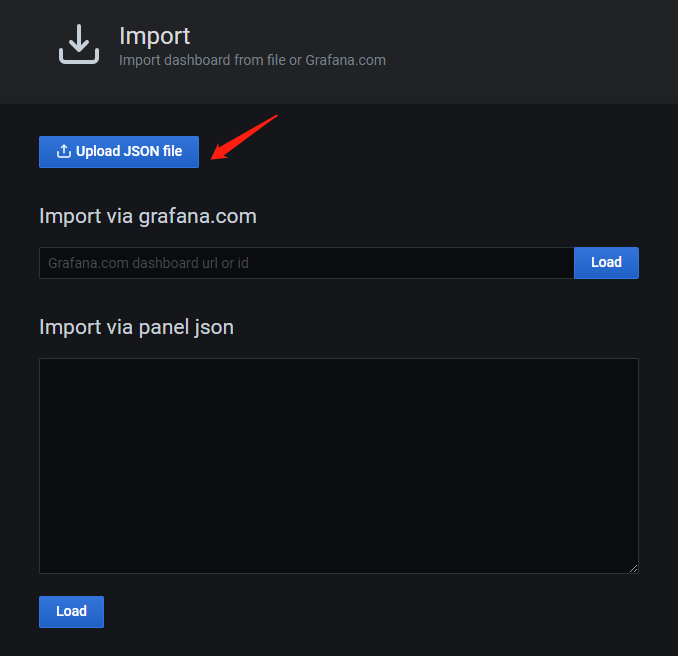 Import
Import dashboard from file or Grafana.com
Upload JSON file
Import via grafana.com
Grafana.com dashboard url or id
Load
Import via panel json
Load